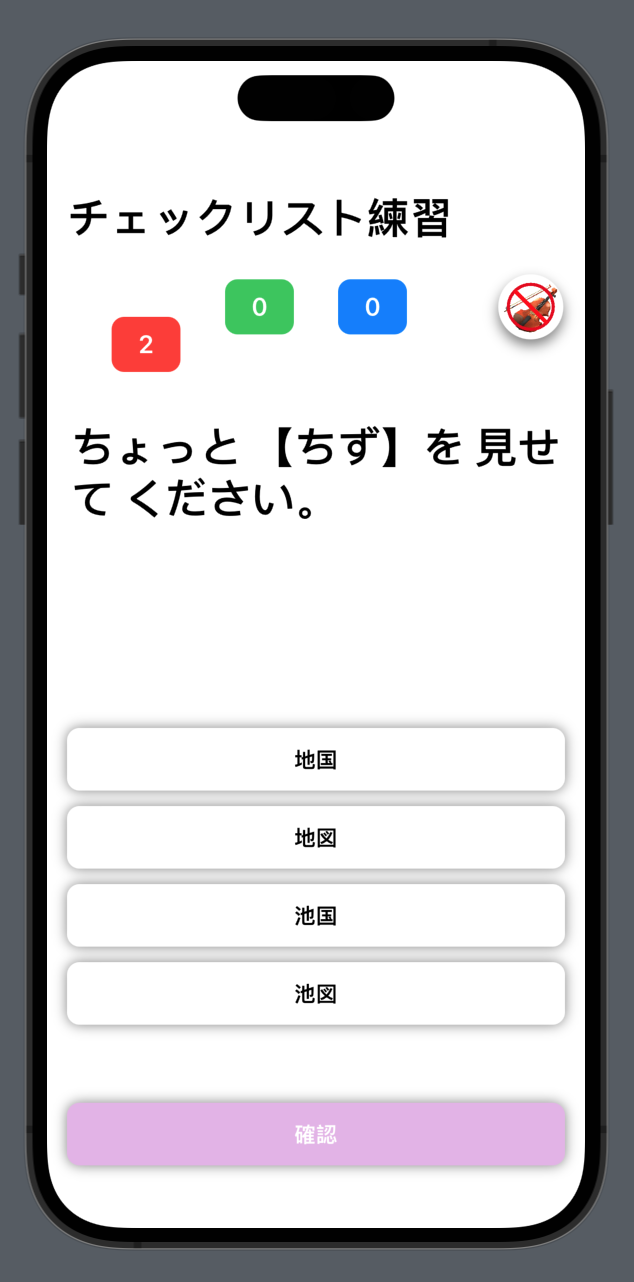 チェックリスト練習
2
0
0
ちょっと 【ちず】を 見せ
て ください。
地国
地図
池国
池図
確認